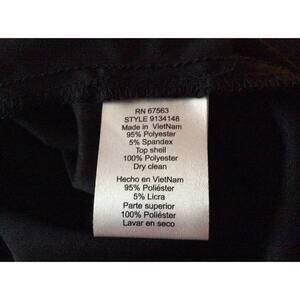 RN 67563
STYLE 9134148
Made in VietNam
95% Polyester
5% Spandex
Top shell
100% Polyester
Dry clean
Hecho en VietNam
95% Poliéster
5% Licra
Parte superior
100% Poliéster
Lavar en seco